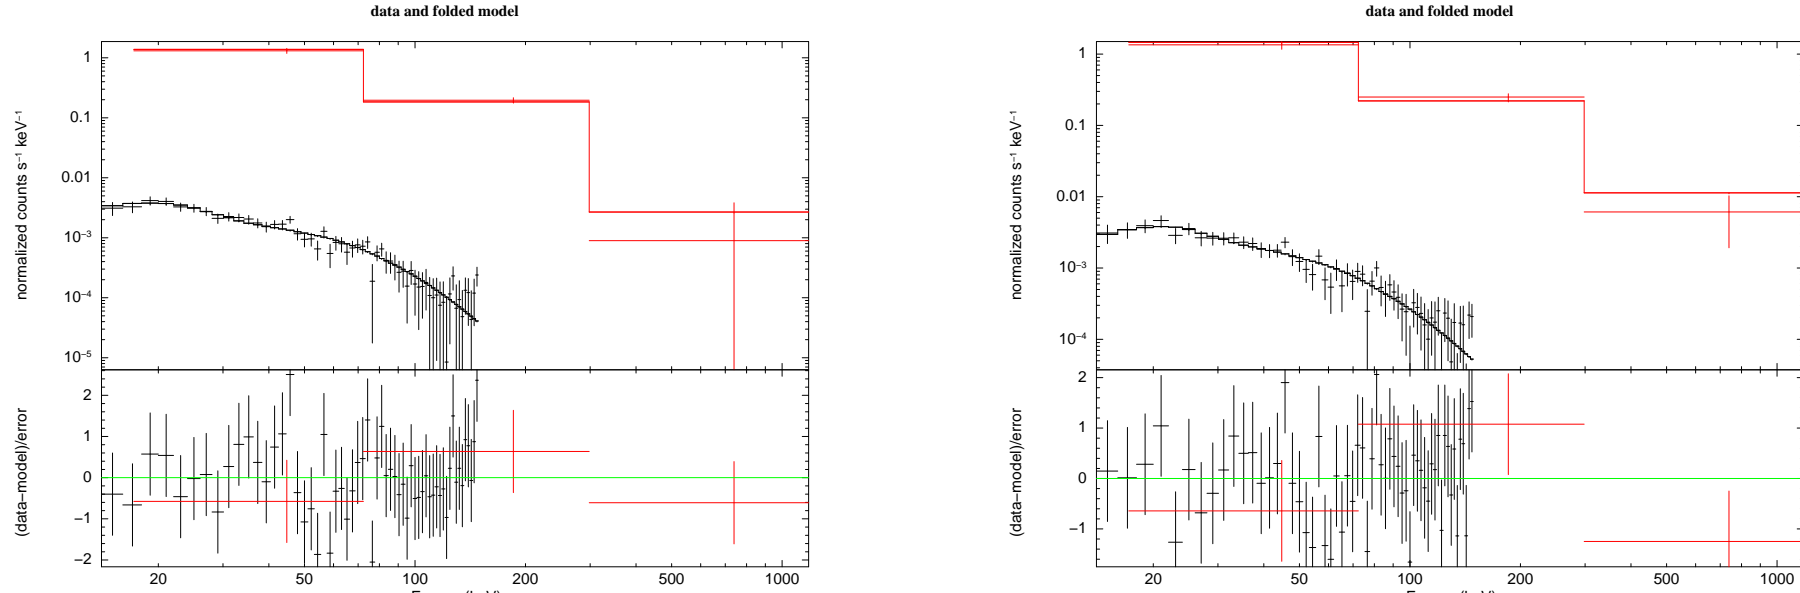 data and folded model
1
0.1
0.01
10⁻³
10⁻⁴
10⁻⁵
normalized counts s⁻¹ keV⁻¹
2
1
0
−1
−2
(data−model)/error
20 50 100 200 500 1000
data and folded model
1
0.1
0.01
10⁻³
10⁻⁴
normalized counts s⁻¹ keV⁻¹
2
1
0
−1
(data−model)/error
20 50 100 200 500 1000